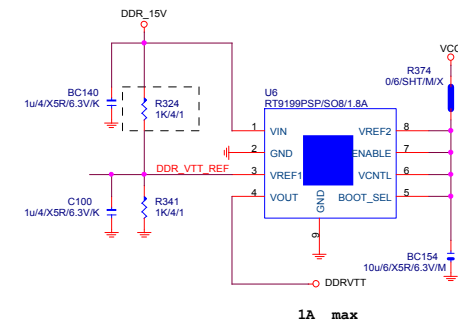 DDR_15V
VCC
R374
0/6/SHT/M/X
BC140
1u/4/X5R/6.3V/K
R324
1K/4/1
U6
RT9199PSP/SO8/1.8A
1 VIN VREF2 8
2 GND ENABLE 7
DDR_VTT_REF 3 VREF1 VCNTL 6
4 VOUT BOOT_SEL 5
GND
9
C100
1u/4/X5R/6.3V/K
R341
1K/4/1
BC154
10u/6/X5R/6.3V/M
DDRVTT
1A max